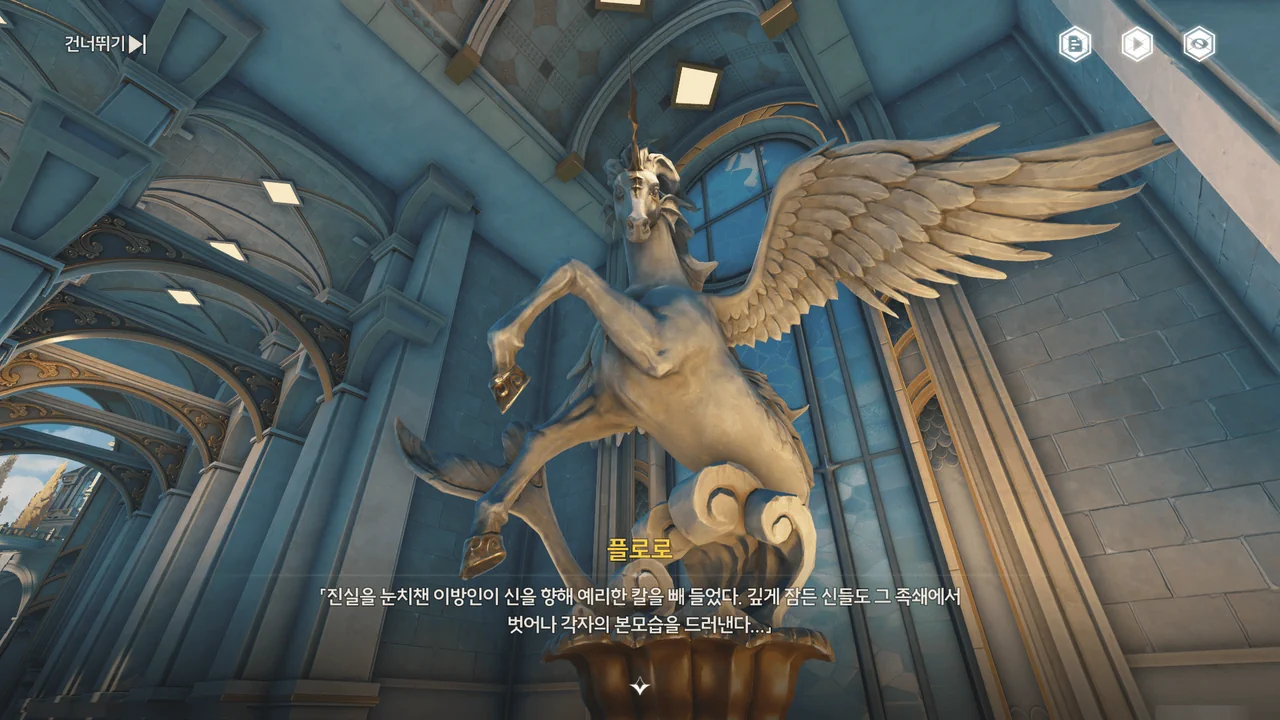 건너뛰기
플로로
「진실을 눈치챈 이방인이 신을 향해 예리한 칼을 빼 들었다. 깊게 잠든 신들도 그 족쇄에서
벗어나 각자의 본모습을 드러낸다...」